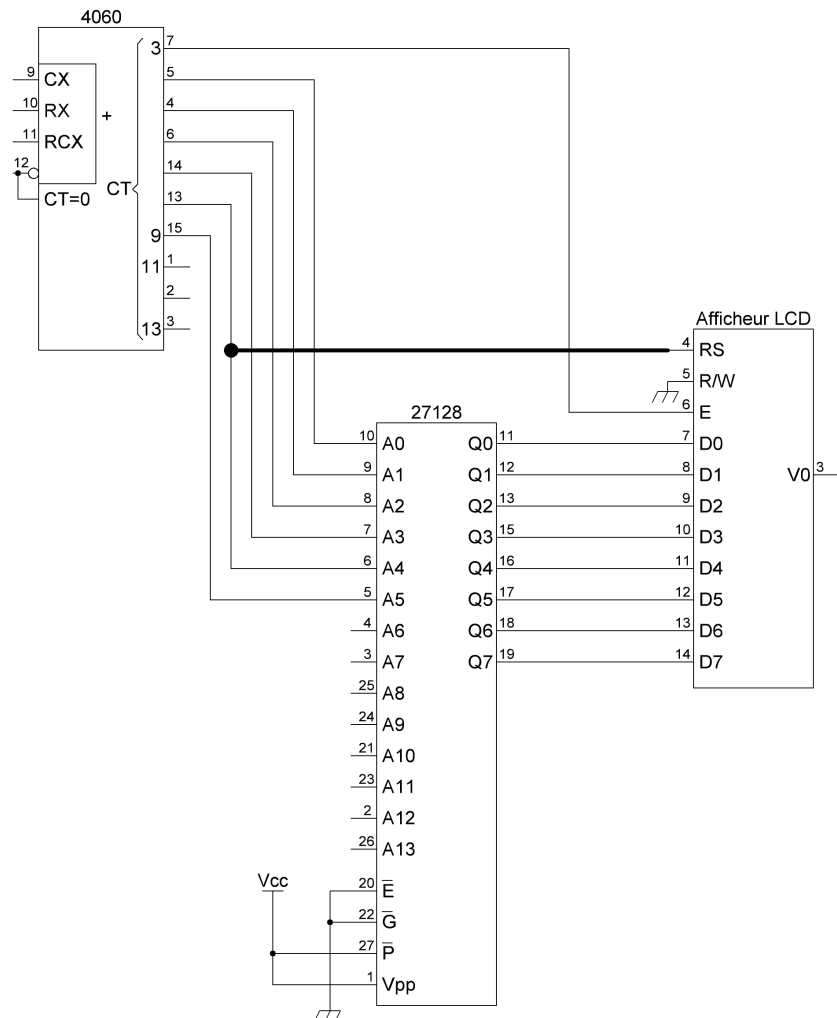 4060
3 7
9 CX 5
10 RX + 4
11 RCX 6
12 14
CT=0 CT 13
9 15
11 1
2
13 3
Afficheur LCD
4 RS
5 R/W
6 E
27128
10 A0 Q0 11 7 D0
9 A1 Q1 12 8 D1 V0 3
8 A2 Q2 13 9 D2
7 A3 Q3 15 10 D3
6 A4 Q4 16 11 D4
5 A5 Q5 17 12 D5
4 A6 Q6 18 13 D6
3 A7 Q7 19 14 D7
25 A8
24 A9
21 A10
23 A11
2 A12
26 A13
Vcc
20 E̅
22 G̅
27 P̅
1 Vpp